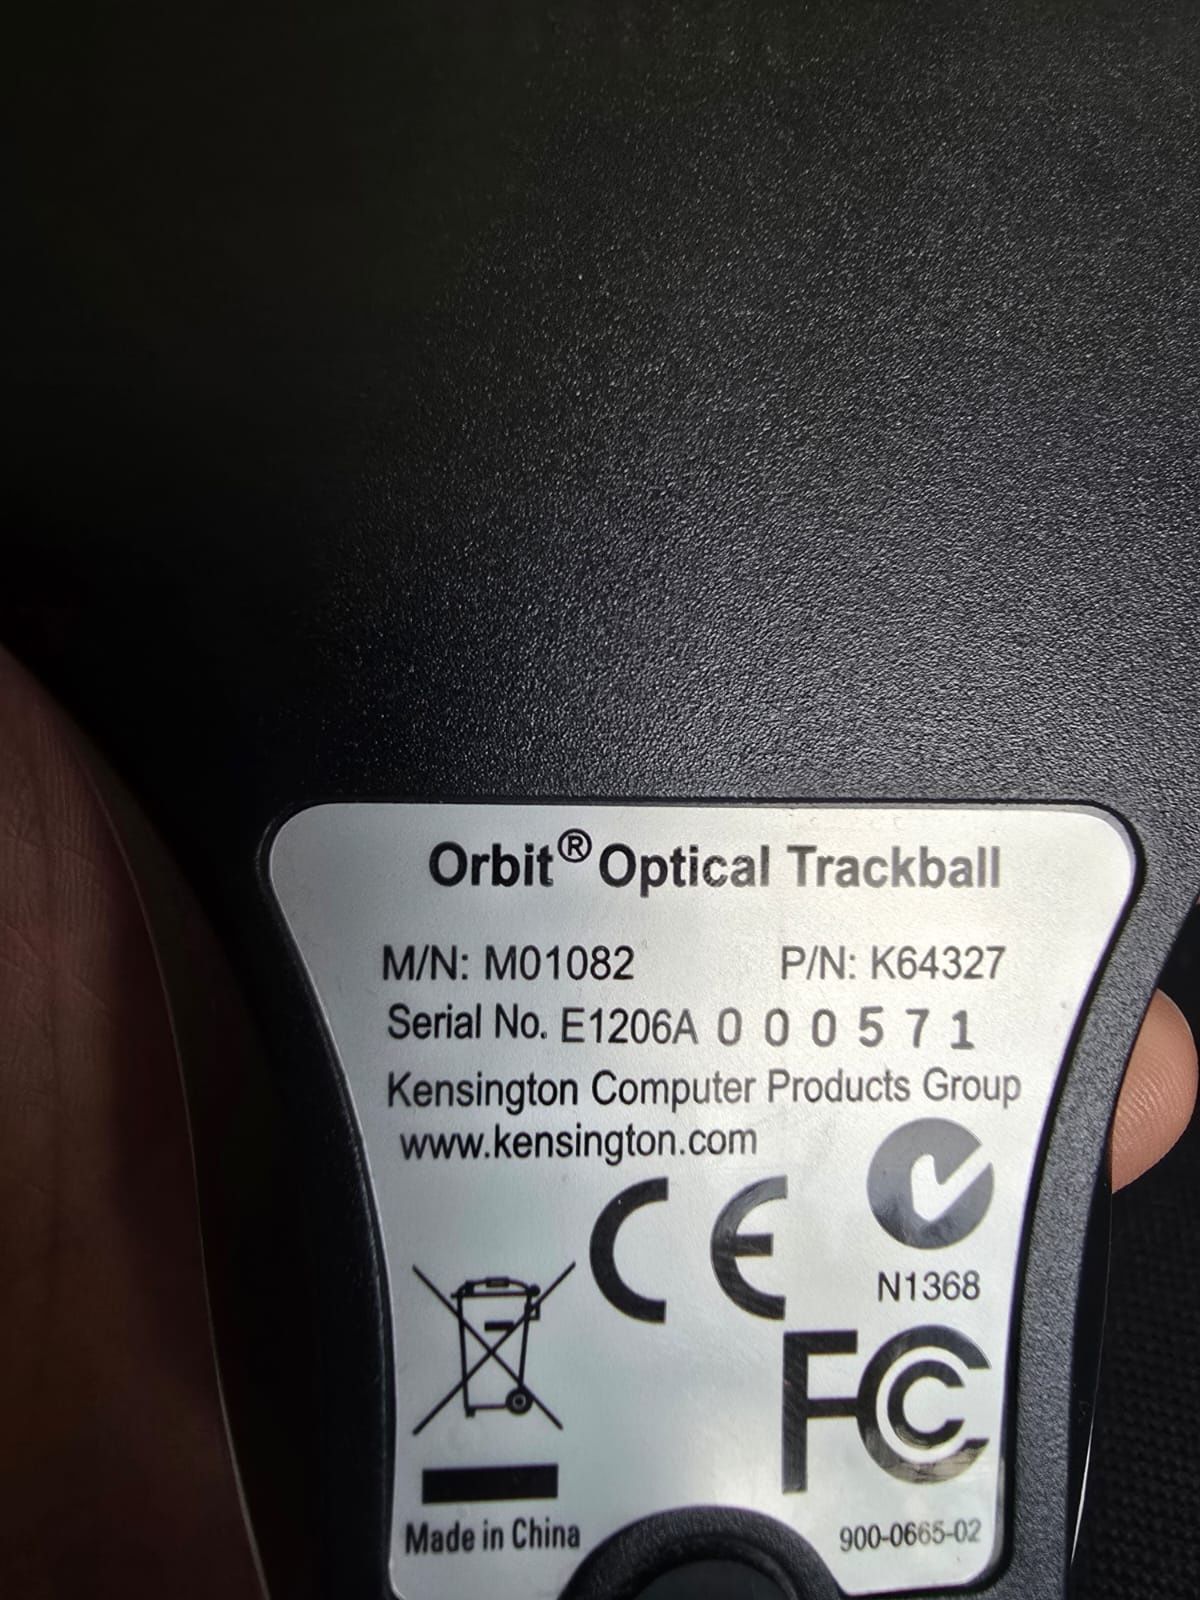 Orbit® Optical Trackball
M/N: M01082 P/N: K64327
Serial No. E1206A 0 0 0 5 7 1
Kensington Computer Products Group
www.kensington.com
CE
N1368
FC
Made in China 900-0665-02